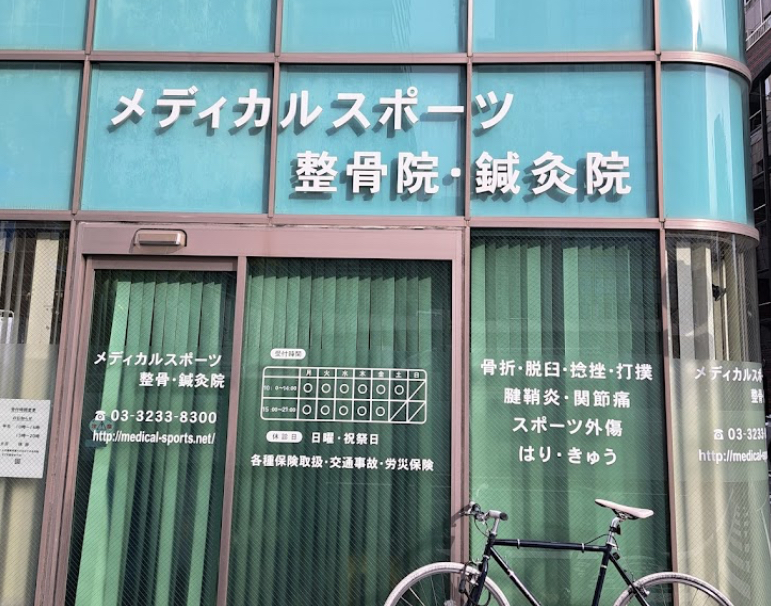 メディカルスポーツ
整骨院・鍼灸院
メディカルスポーツ
整骨・鍼灸院
☎ 03-3233-8300
http://medical-sports.net/
受付時間
月 火 水 木 金 土 日
○ ○ ○ ○ ○ ○
○ ○ ○ ○ ○
休診日 日曜・祝祭日
各種保険取扱・交通事故・労災保険
骨折・脱臼・捻挫・打撲
腱鞘炎・関節痛
スポーツ外傷
はり・きゅう
メディカルスポ
整骨
☎ 03-3233
http://medical